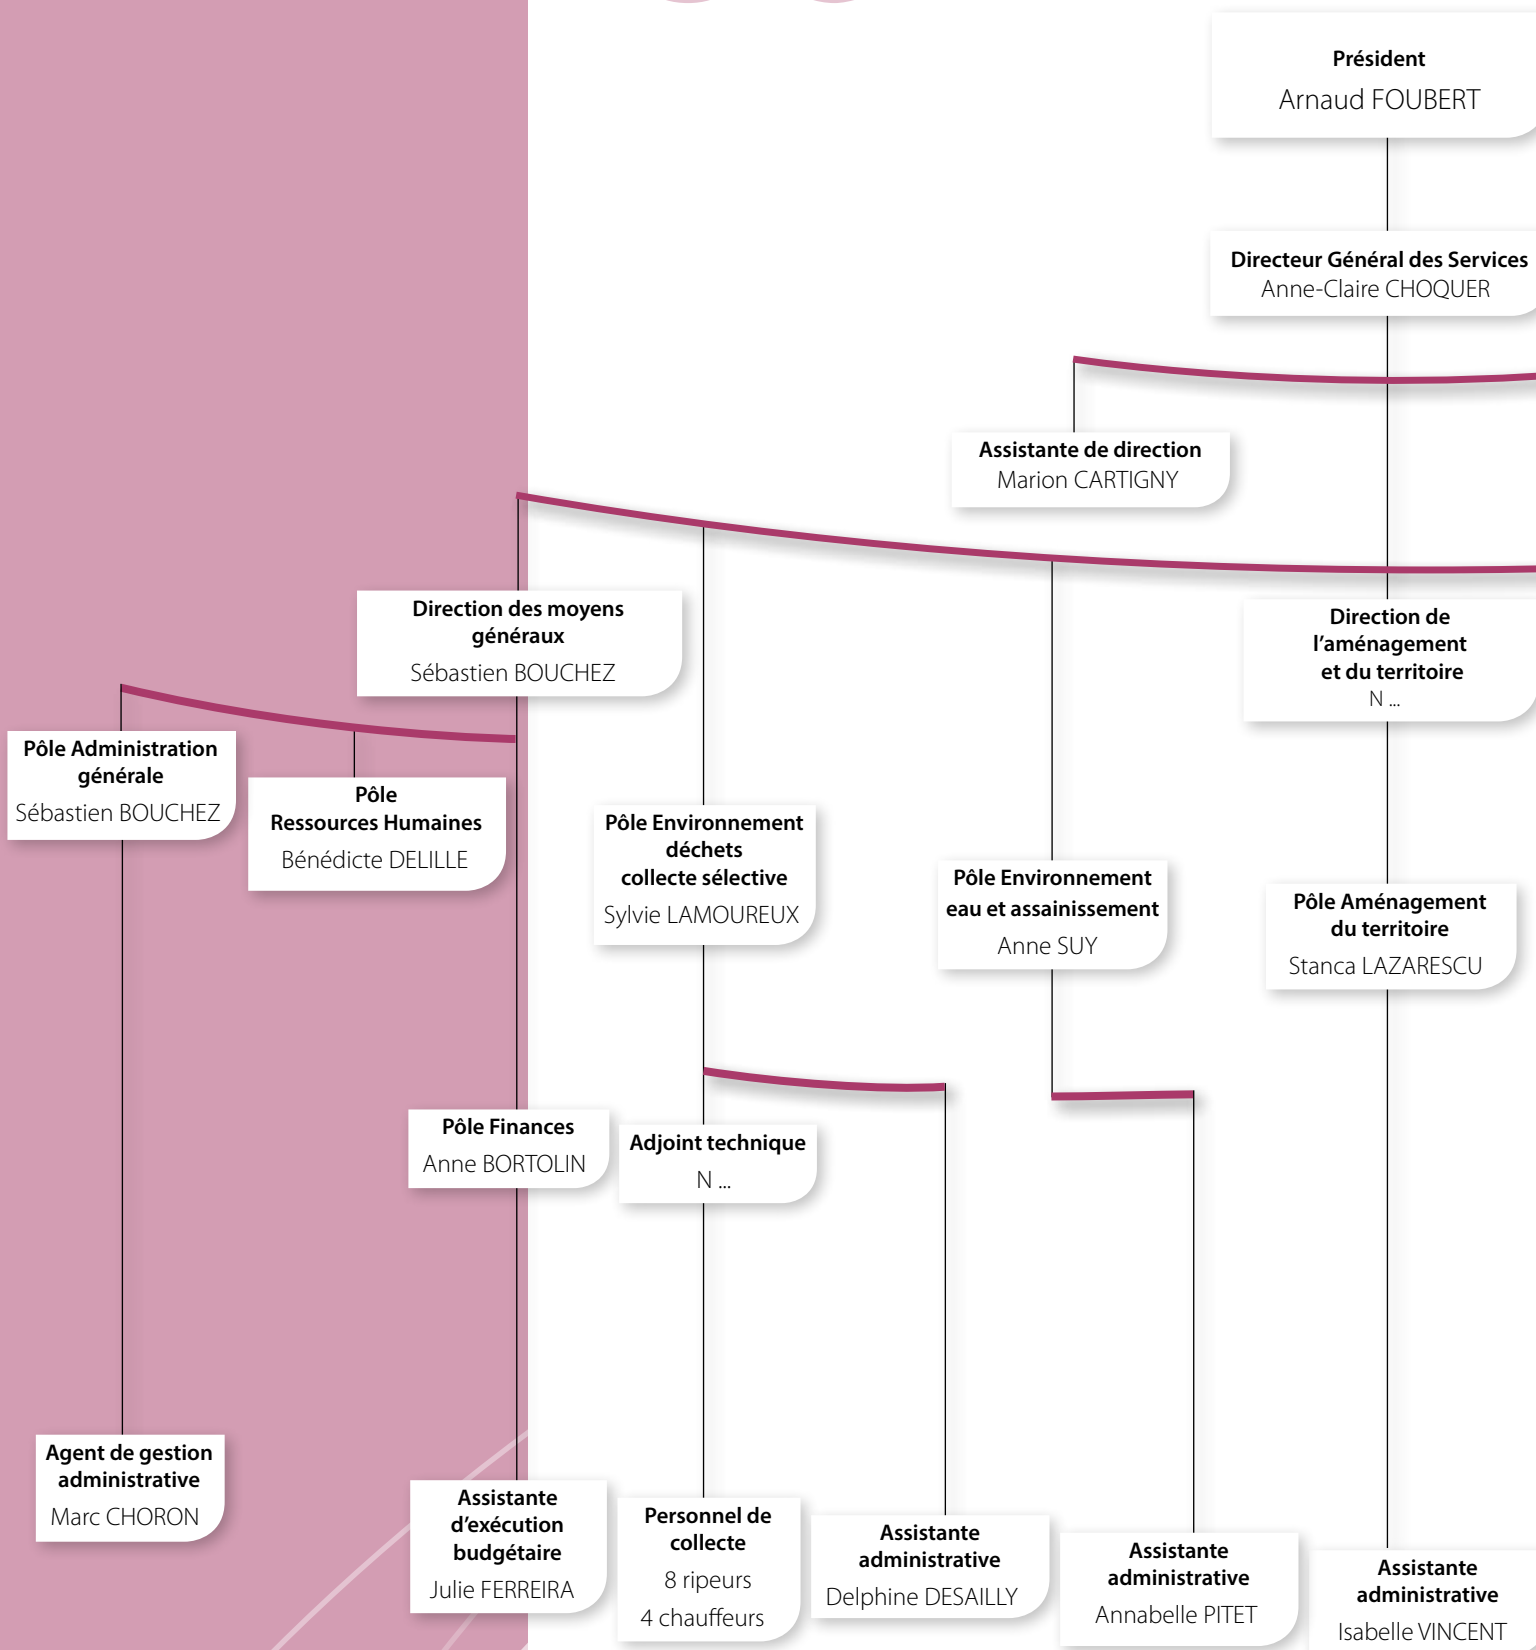 Président
Arnaud FOUBERT
Directeur Général des Services
Anne-Claire CHOQUER
Assistante de direction
Marion CARTIGNY
Direction des moyens
généraux
Sébastien BOUCHEZ
Direction de
l'aménagement
et du territoire
N ...
Pôle Administration
générale
Sébastien BOUCHEZ
Pôle
Ressources Humaines
Bénédicte DELILLE
Pôle Environnement
déchets
collecte sélective
Sylvie LAMOUREUX
Pôle Environnement
eau et assainissement
Anne SUY
Pôle Aménagement
du territoire
Stanca LAZARESCU
Pôle Finances
Anne BORTOLIN
Adjoint technique
N ...
Agent de gestion
administrative
Marc CHORON
Assistante
d'exécution
budgétaire
Julie FERREIRA
Personnel de
collecte
8 ripeurs
4 chauffeurs
Assistante
administrative
Delphine DESAILLY
Assistante
administrative
Annabelle PITET
Assistante
administrative
Isabelle VINCENT